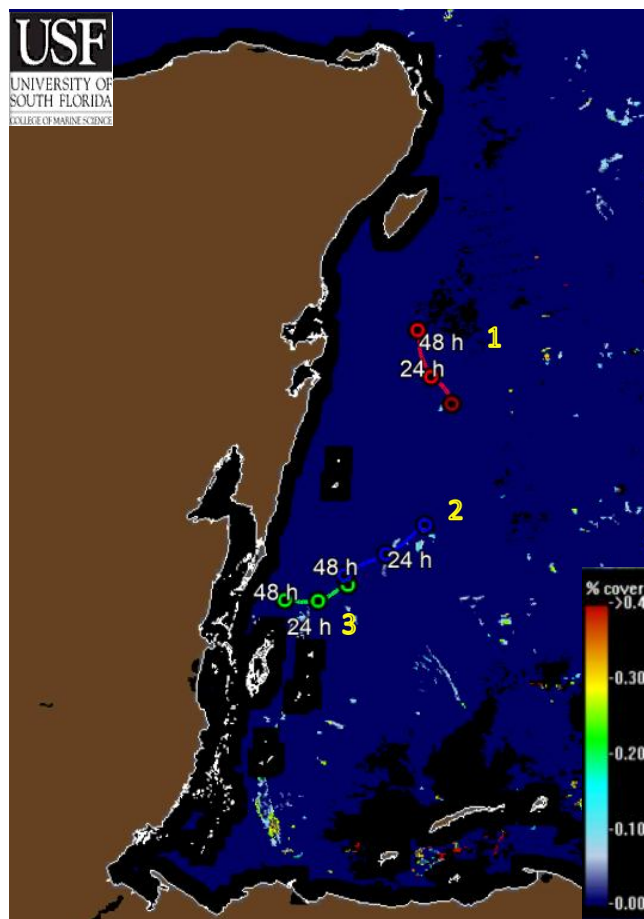 USF
UNIVERSITY OF
SOUTH FLORIDA
COLLEGE OF MARINE SCIENCE
48 h
1
24 h
2
24 h
48 h
48 h
24 h
3
% cover
>0.4
-0.30
-0.20
-0.10
-0.00